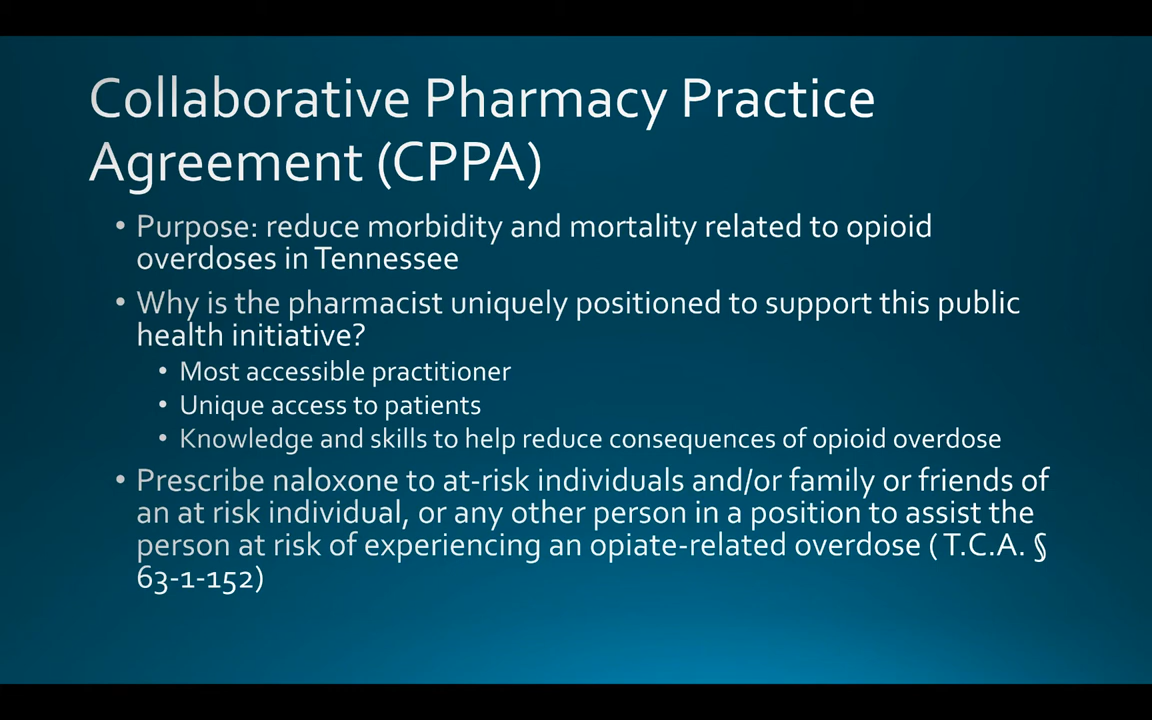 Collaborative Pharmacy Practice
Agreement (CPPA)
• Purpose: reduce morbidity and mortality related to opioid
overdoses in Tennessee
• Why is the pharmacist uniquely positioned to support this public
health initiative?
• Most accessible practitioner
• Unique access to patients
• Knowledge and skills to help reduce consequences of opioid overdose
• Prescribe naloxone to at-risk individuals and/or family or friends of
an at risk individual, or any other person in a position to assist the
person at risk of experiencing an opiate-related overdose ( T.C.A. §
63-1-152)